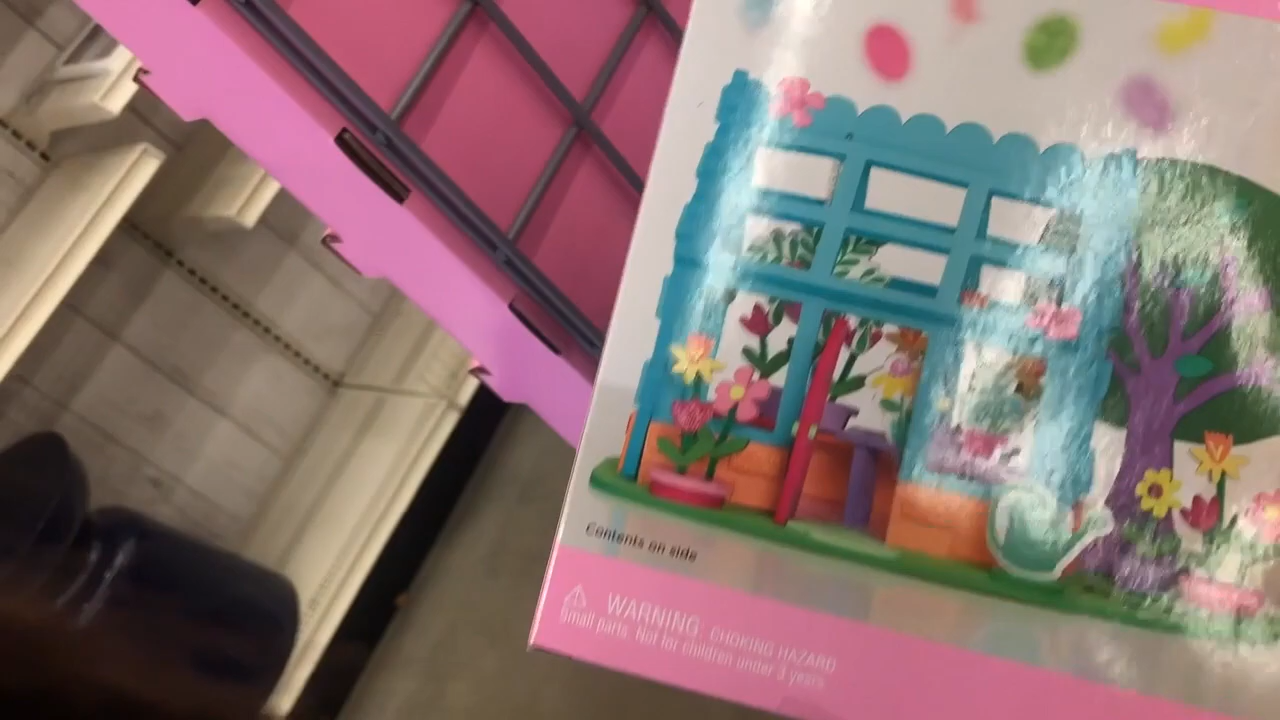 Contents on side
WARNING CHOKING HAZARD
Small parts. Not for children under 3 years